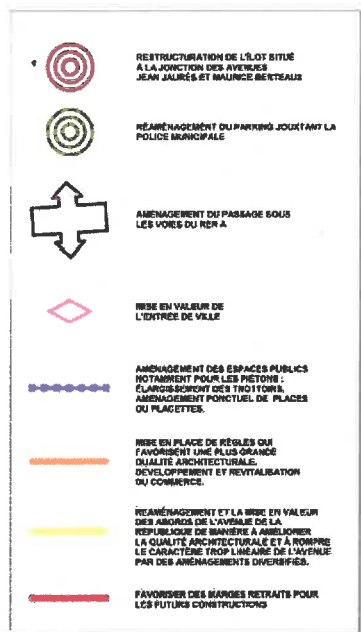 RESTRUCTURATION DE L'ÎLOT SITUÉ
À LA JONCTION DES AVENUES
JEAN JAURÈS ET MAURICE BERTEAUX
RÉAMÉNAGEMENT DU PARKING JOUXTANT LA
POLICE MUNICIPALE
AMÉNAGEMENT DU PASSAGE SOUS
LES VOIES DU RER A
MISE EN VALEUR DE
L'ENTRÉE DE VILLE
AMÉNAGEMENT DES ESPACES PUBLICS
NOTAMMENT POUR LES PIÉTONS :
ÉLARGISSEMENT DES TROTTOIRS,
AMÉNAGEMENT PONCTUEL DE PLACES
OU PLACETTES.
MISE EN PLACE DE RÈGLES QUI
FAVORISENT UNE PLUS GRANDE
QUALITÉ ARCHITECTURALE,
DEVELOPPEMENT ET REVITALISATION
DU COMMERCE.
REAMÉNAGEMENT ET LA MISE EN VALEUR
DES ABORDS DE L'AVENUE DE LA
RÉPUBLIQUE DE MANIÈRE À AMÉLIORER
LA QUALITÉ ARCHITECTURALE ET À ROMPRE
LE CARACTÈRE TROP LINÉAIRE DE L'AVENUE
PAR DES AMÉNAGEMENTS DIVERSIFIÉS.
FAVORISER DES MARGES RETRAITS POUR
LES FUTURS CONSTRUCTIONS